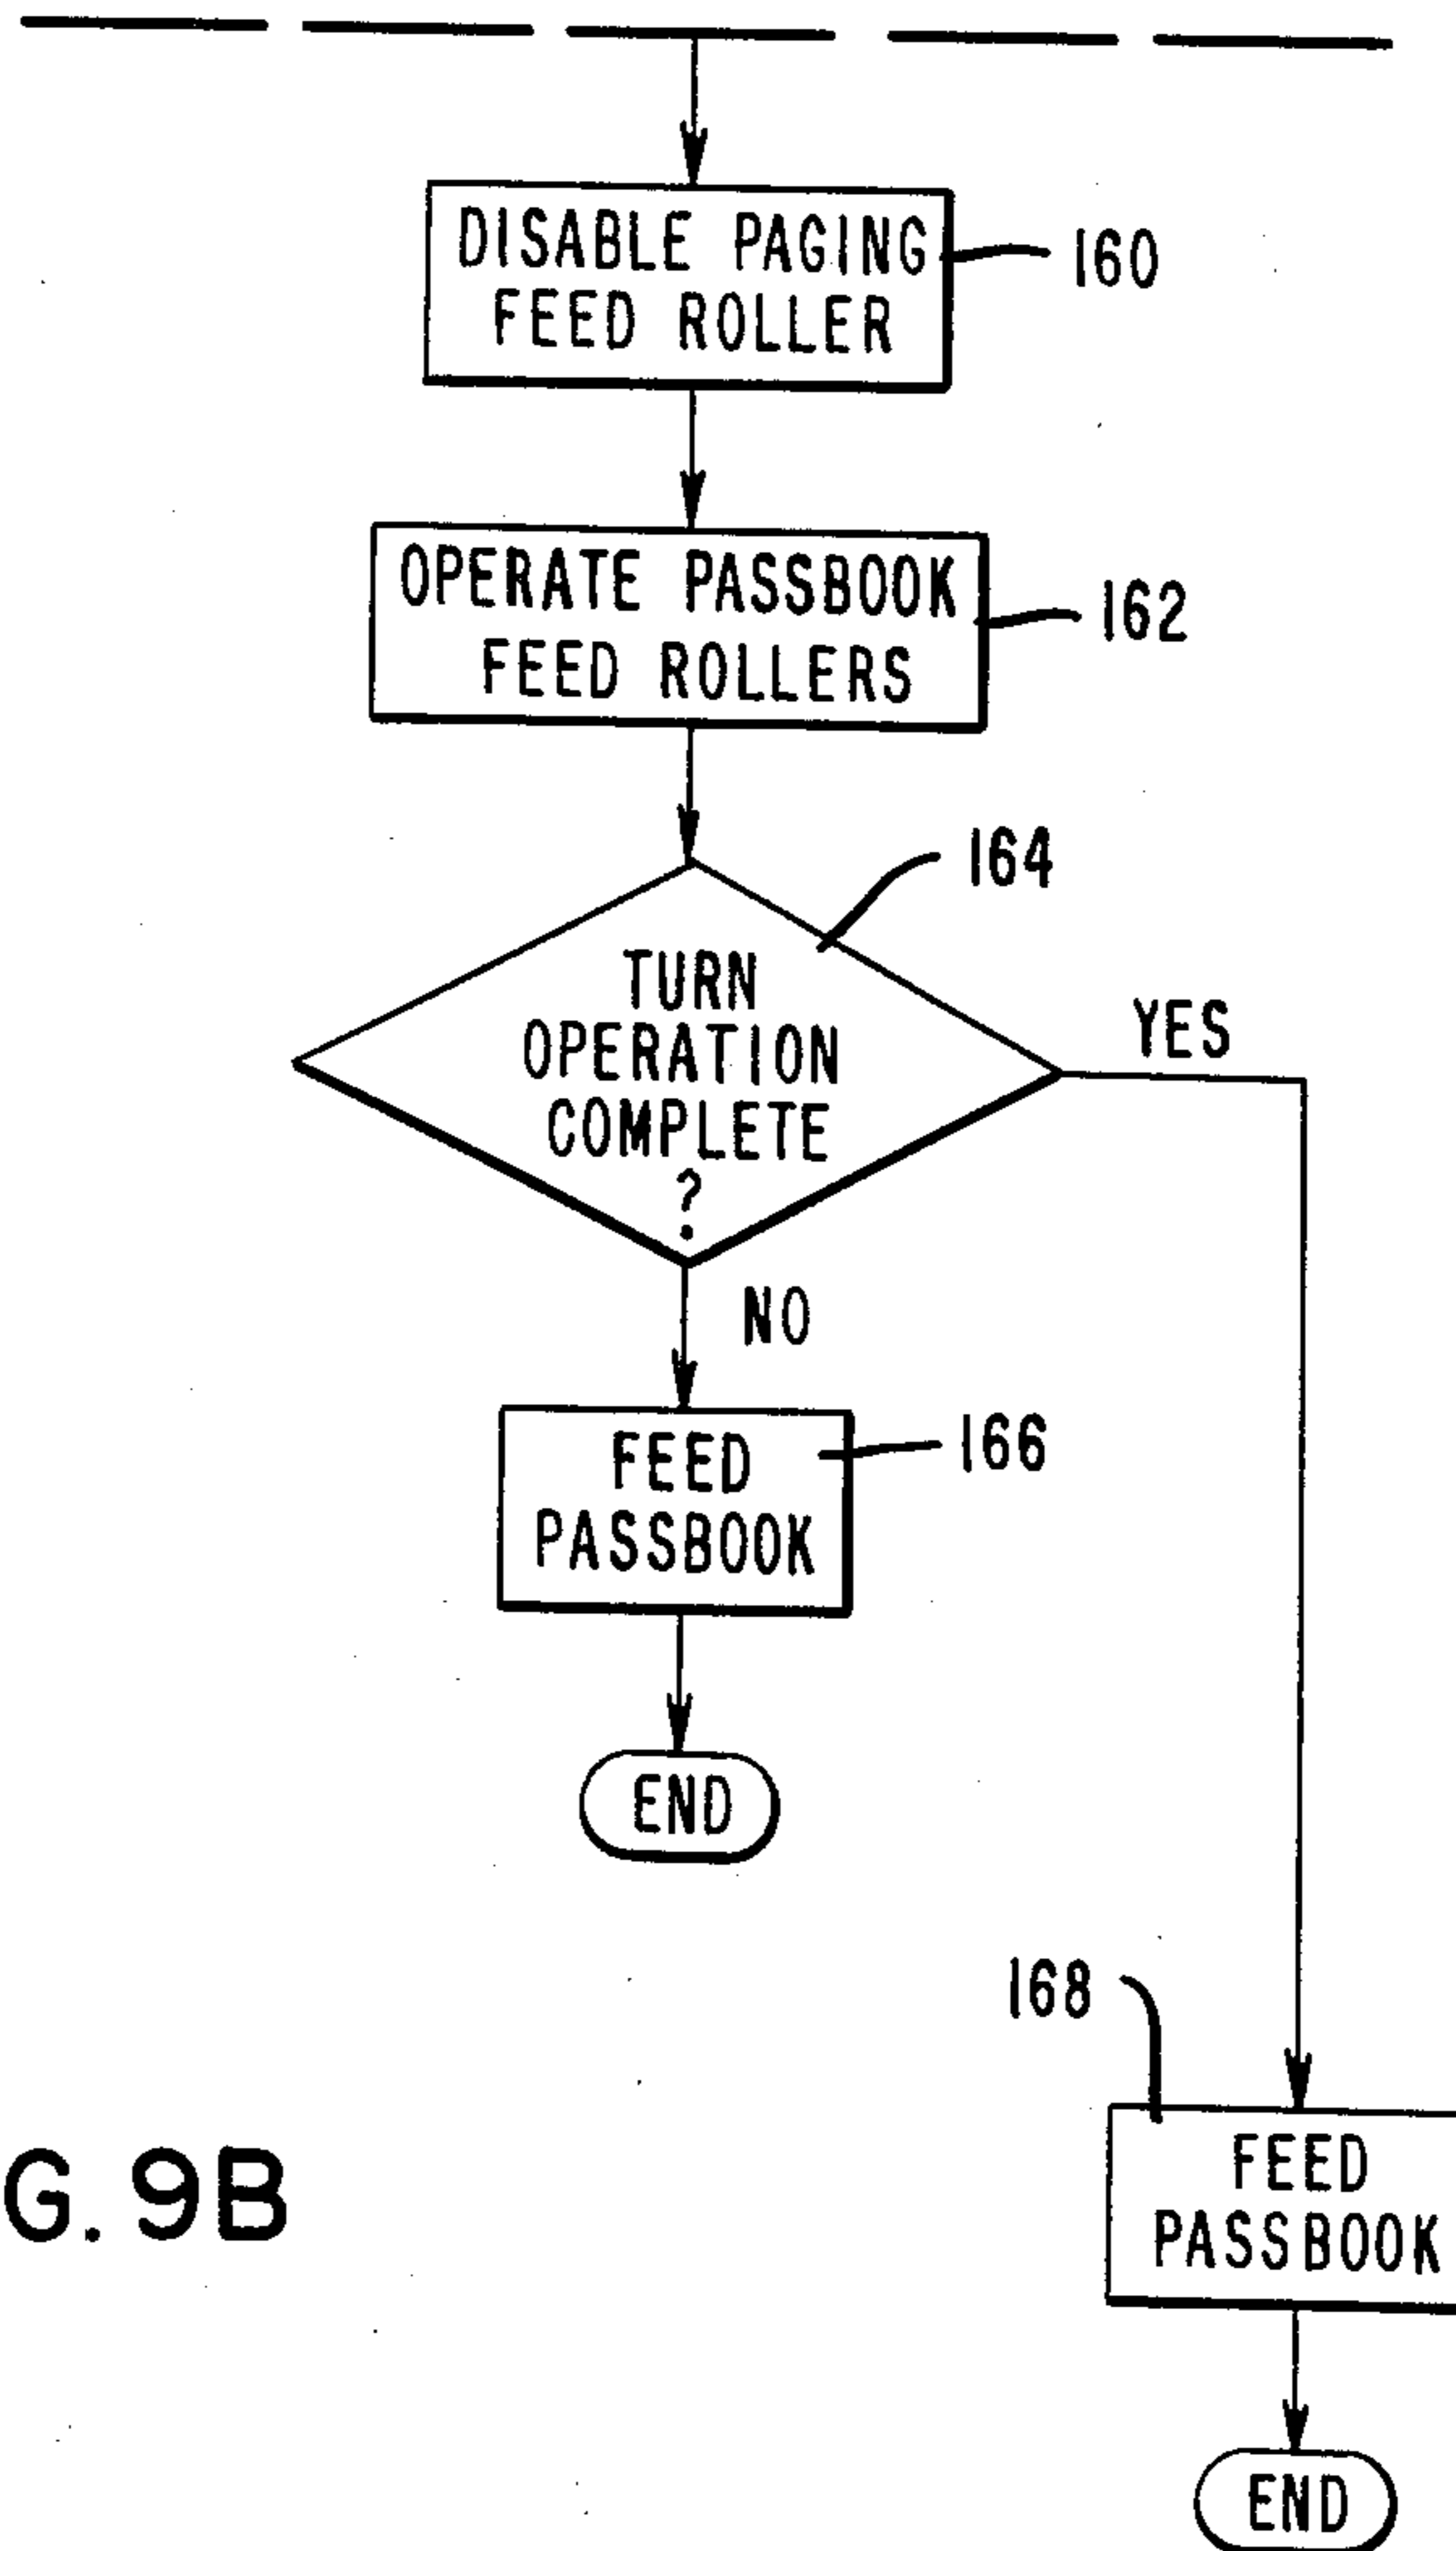 DISABLE PAGING
FEED ROLLER
160
OPERATE PASSBOOK
FEED ROLLERS
162
164
TURN
OPERATION
COMPLETE
?
YES
NO
FEED
PASSBOOK
166
END
168
FEED
PASSBOOK
END
G. 9B